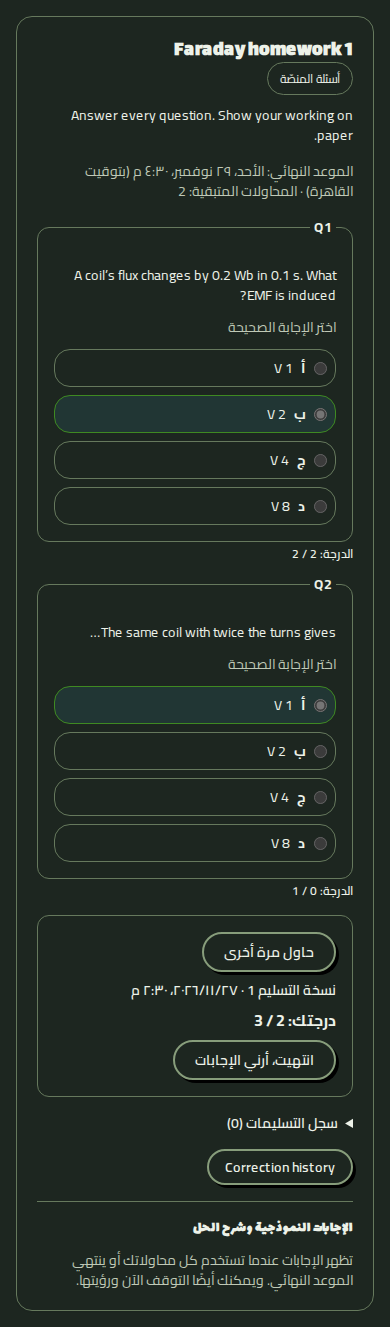 Faraday homework 1
أسئلة المنصّة
Answer every question. Show your working on
paper.
الموعد النهائي: الأحد، ٢٩ نوفمبر، ٤:٣٠ م (بتوقيت
القاهرة) · المحاولات المتبقية: 2
Q1
A coil's flux changes by 0.2 Wb in 0.1 s. What
EMF is induced?
اختر الإجابة الصحيحة
أ 1 V
ب 2 V
ج 4 V
د 8 V
الدرجة: 2 / 2
Q2
The same coil with twice the turns gives...
اختر الإجابة الصحيحة
أ 1 V
ب 2 V
ج 4 V
د 8 V
الدرجة: 0 / 1
حاول مرة أخرى
نسخة التسليم 1 · ٢٠٢٦/١١/٢٧، ٢:٣٠ م
درجتك: 2 / 3
انتهيت، أرني الإجابات
سجل التسليمات (0)
Correction history
الإجابات النموذجية وشرح الحل
تظهر الإجابات عندما تستخدم كل محاولاتك أو ينتهي
الموعد النهائي. ويمكنك أيضًا التوقف الآن ورؤيتها.